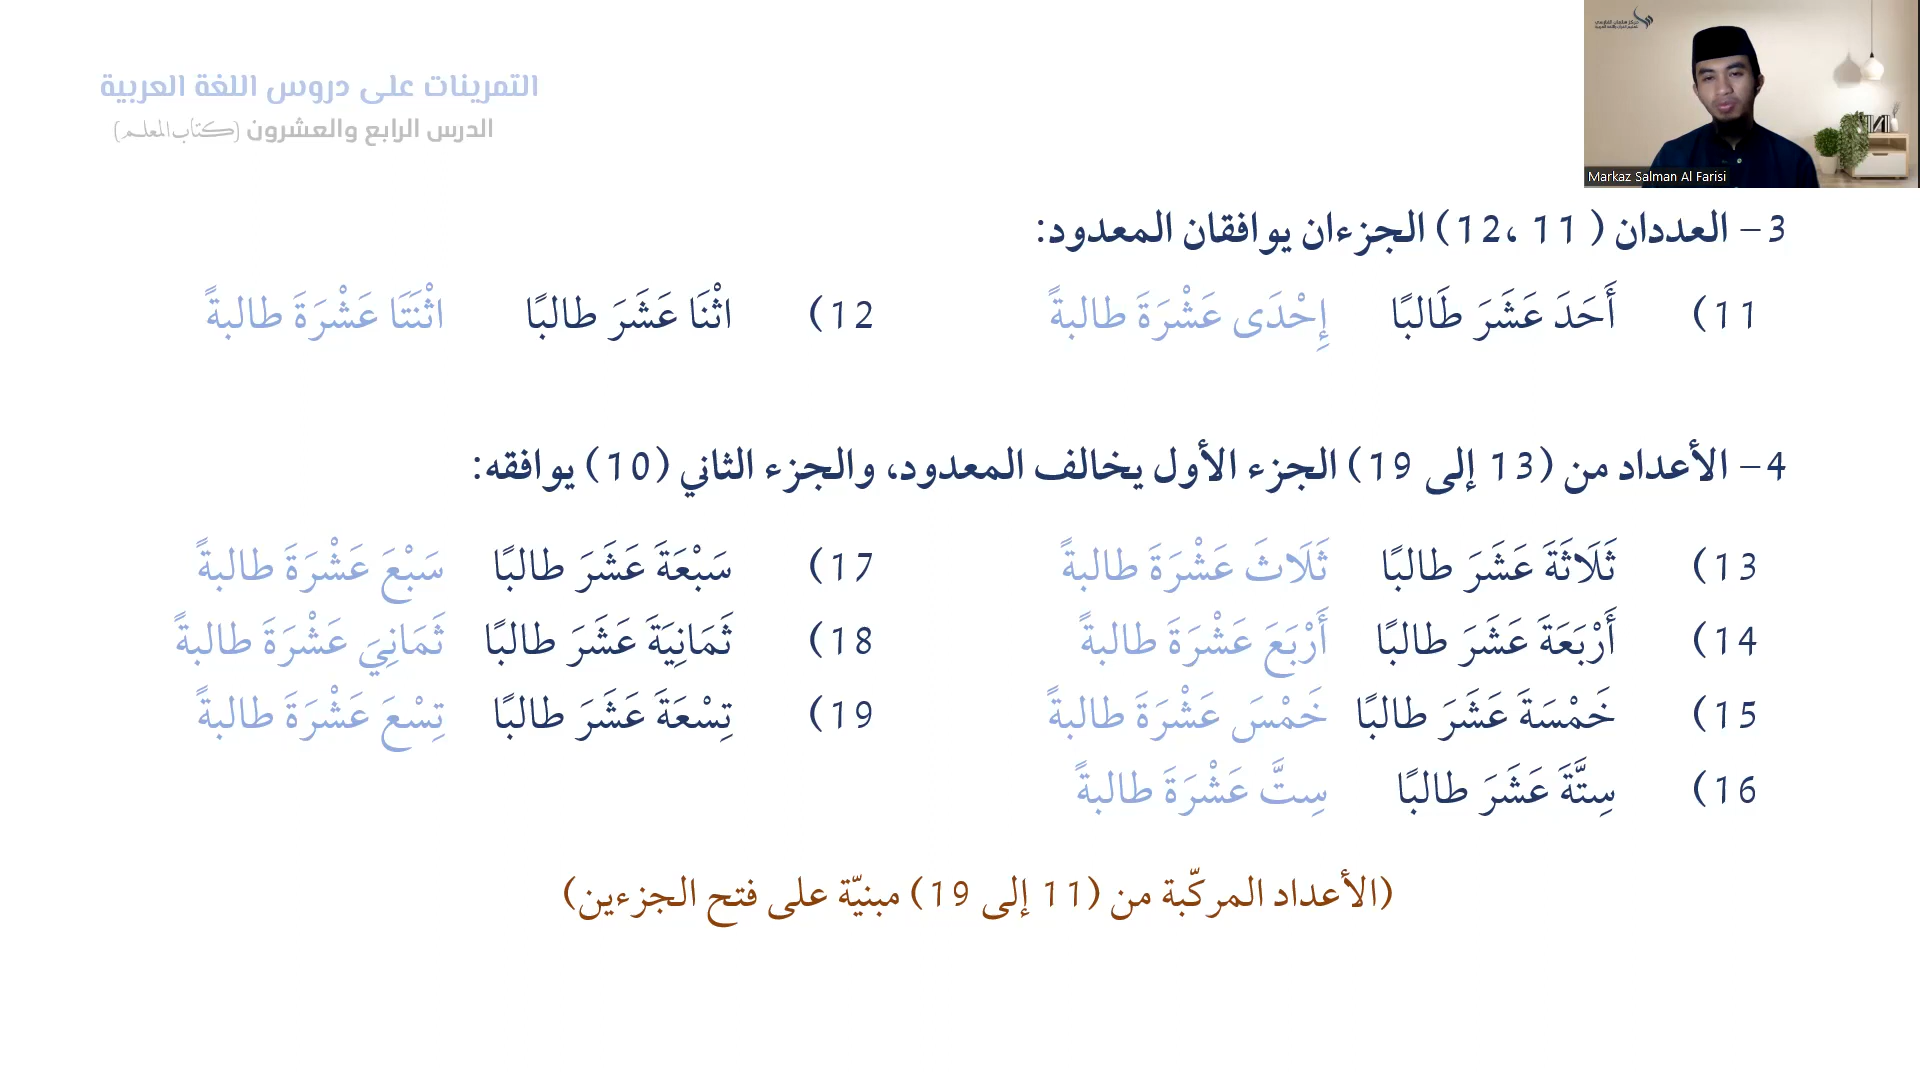 التمرينات على دروس اللغة العربية
الدرس الرابع والعشرون (كتاب المعلم)
Markaz Salman Al Farisi
3– العددان ( 11 ،12) الجزءان يوافقان المعدود:
11) أَحَدَ عَشَرَ طَالبًا إِحْدَى عَشْرَةَ طالبةً 12) اثْنَا عَشَرَ طالبًا اثْنَتَا عَشْرَةَ طالبةً
4– الأعداد من (13 إلى 19) الجزء الأول يخالف المعدود، والجزء الثاني (10) يوافقه:
13) ثَلَاثَةَ عَشَرَ طالبًا ثَلَاثَ عَشْرَةَ طالبةً 17) سَبْعَةَ عَشَرَ طالبًا سَبْعَ عَشْرَةَ طالبةً
14) أَرْبَعَةَ عَشَرَ طالبًا أَرْبَعَ عَشْرَةَ طالبةً 18) ثَمَانِيَةَ عَشَرَ طالبًا ثَمَانِيَ عَشْرَةَ طالبةً
15) خَمْسَةَ عَشَرَ طالبًا خَمْسَ عَشْرَةَ طالبةً 19) تِسْعَةَ عَشَرَ طالبًا تِسْعَ عَشْرَةَ طالبةً
16) سِتَّةَ عَشَرَ طالبًا سِتَّ عَشْرَةَ طالبةً
(الأعداد المركّبة من (11 إلى 19) مبنيّة على فتح الجزءين)